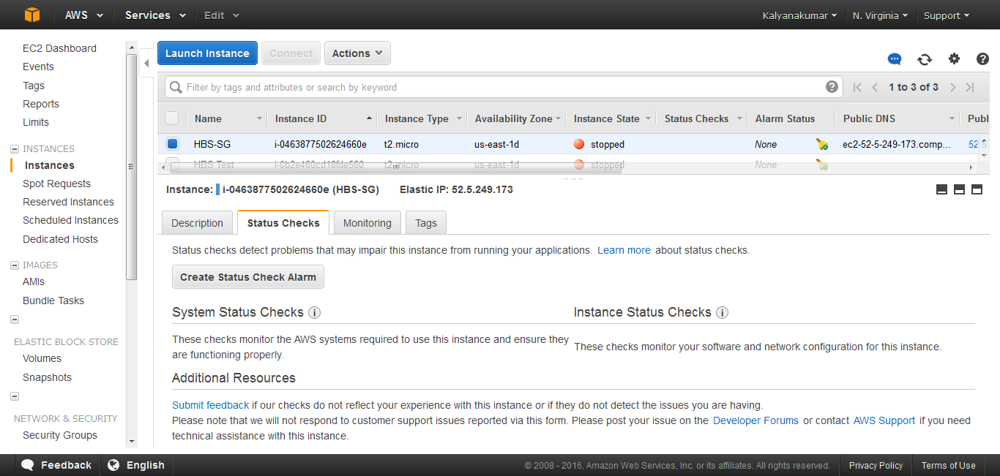 AWS Services Edit Kalyanakumar N. Virginia Support
EC2 Dashboard
Events
Tags
Reports
Limits
INSTANCES
Instances
Spot Requests
Reserved Instances
Scheduled Instances
Dedicated Hosts
IMAGES
AMIs
Bundle Tasks
ELASTIC BLOCK STORE
Volumes
Snapshots
NETWORK & SECURITY
Security Groups
Launch Instance Connect Actions
Filter by tags and attributes or search by keyword 1 to 3 of 3
Name Instance ID Instance Type Availability Zone Instance State Status Checks Alarm Status Public DNS Publ
HBS-SG i-0463877502624660e t2.micro us-east-1d stopped None ec2-52-5-249-173.comp... 52.5.
HBS Test i-0b2e460cd18fde560 t2.micro us-east-1d stopped None
Instance: i-0463877502624660e (HBS-SG) Elastic IP: 52.5.249.173
Description Status Checks Monitoring Tags
Status checks detect problems that may impair this instance from running your applications. Learn more about status checks.
Create Status Check Alarm
System Status Checks
These checks monitor the AWS systems required to use this instance and ensure they
are functioning properly.
Instance Status Checks
These checks monitor your software and network configuration for this instance.
Additional Resources
Submit feedback if our checks do not reflect your experience with this instance or if they do not detect the issues you are having.
Please note that we will not respond to customer support issues reported via this form. Please post your issue on the Developer Forums or contact AWS Support if you need
technical assistance with this instance.
Feedback English © 2008 - 2016, Amazon Web Services, Inc. or its affiliates. All rights reserved. Privacy Policy Terms of Use